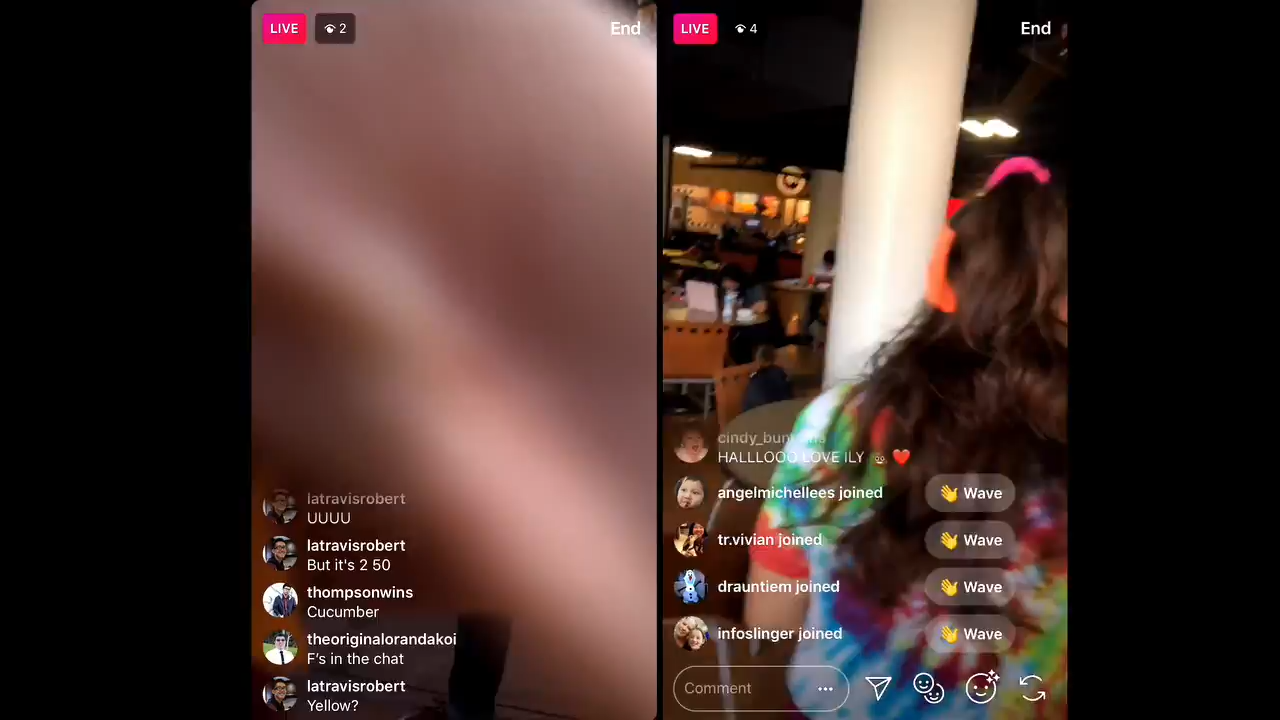 LIVE
2
End
latravisrobert
UUUU
latravisrobert
But it's 2 50
thompsonwins
Cucumber
theoriginalorandakoi
F's in the chat
latravisrobert
Yellow?
LIVE
4
End
HALLLOOO LOVE ILY
angelmichellees joined
Wave
tr.vivian joined
Wave
drauntiem joined
Wave
infoslinger joined
Wave
Comment